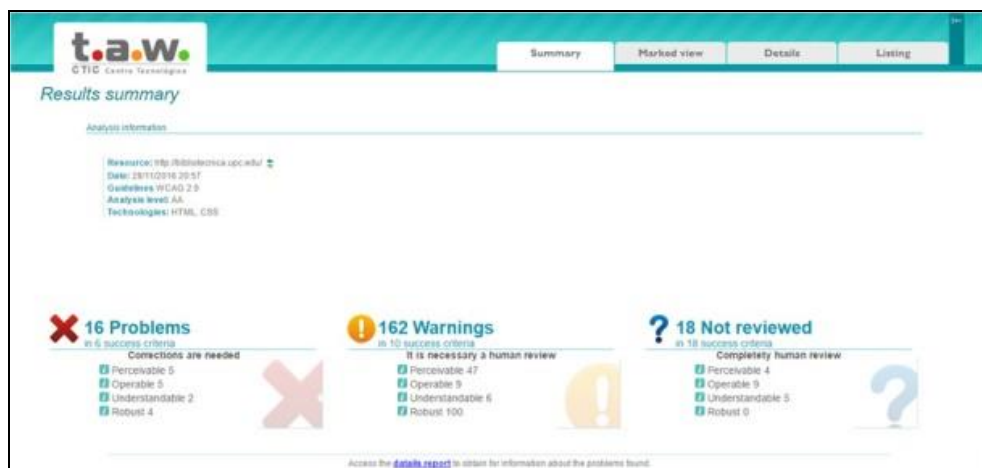 t.a.w.
CTIC Centro Tecnológico
Summary
Marked view
Details
Listing
Results summary
Analysis information
Resource: http://bibliotecnica.upc.edu/
Date: 28/11/2016 20:57
Guidelines WCAG 2.0
Analysis level: AA
Technologies: HTML, CSS
16 Problems
in 6 success criteria
Corrections are needed
Perceivable 5
Operable 5
Understandable 2
Robust 4
162 Warnings
in 10 success criteria
It is necessary a human review
Perceivable 47
Operable 9
Understandable 6
Robust 100
18 Not reviewed
in 18 success criteria
Completely human review
Perceivable 4
Operable 9
Understandable 5
Robust 0
Access the details report to obtain for information about the problems found.